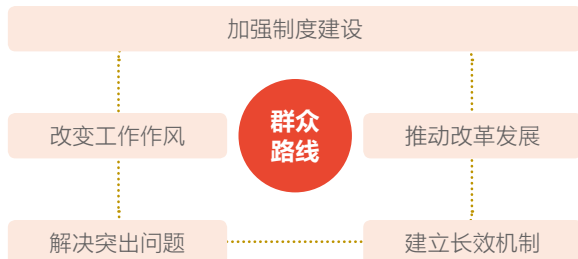 加强制度建设
改变工作作风
群众
路线
推动改革发展
解决突出问题
建立长效机制